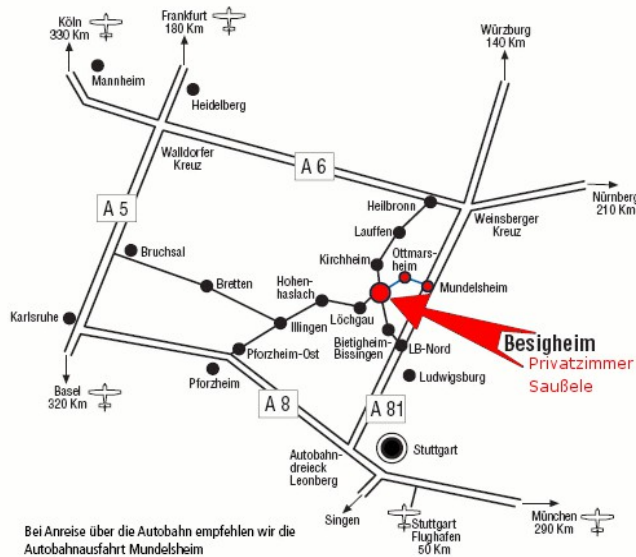 Köln
330 Km
Frankfurt
180 Km
Würzburg
140 Km
Mannheim
Heidelberg
Walldorfer
Kreuz
A 6
A 5
Heilbronn
Weinsberger
Kreuz
Nürnberg
210 Km
Lauffen
Ottmars-
heim
Kirchheim
Mundelsheim
Bruchsal
Bretten
Hohen-
haslach
Löchgau
Illingen
Karlsruhe
Pforzheim-Ost
Pforzheim
Bietigheim-
Bissingen
LB-Nord
Ludwigsburg
Besigheim
Privatzimmer
Saußele
Basel
320 Km
A 8
A 81
Stuttgart
Autobahn-
dreieck
Leonberg
Singen
Stuttgart
Flughafen
50 Km
München
290 Km
Bei Anreise über die Autobahn empfehlen wir die
Autobahnausfahrt Mundelsheim